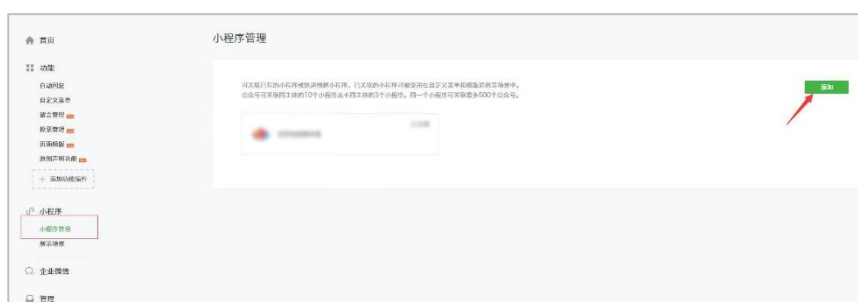 首页
小程序管理
功能
自动回复
自定义菜单
留言管理
投票管理
页面模版
原创声明功能
+ 添加功能插件
可关联已有的小程序或快速创建小程序。已关联的小程序可被使用在自定义菜单和模版消息等场景中。
公众号可关联同主体的10个小程序及不同主体的3个小程序。同一个小程序可关联最多500个公众号。
添加
小程序
小程序管理
展示场景
企业微信
管理